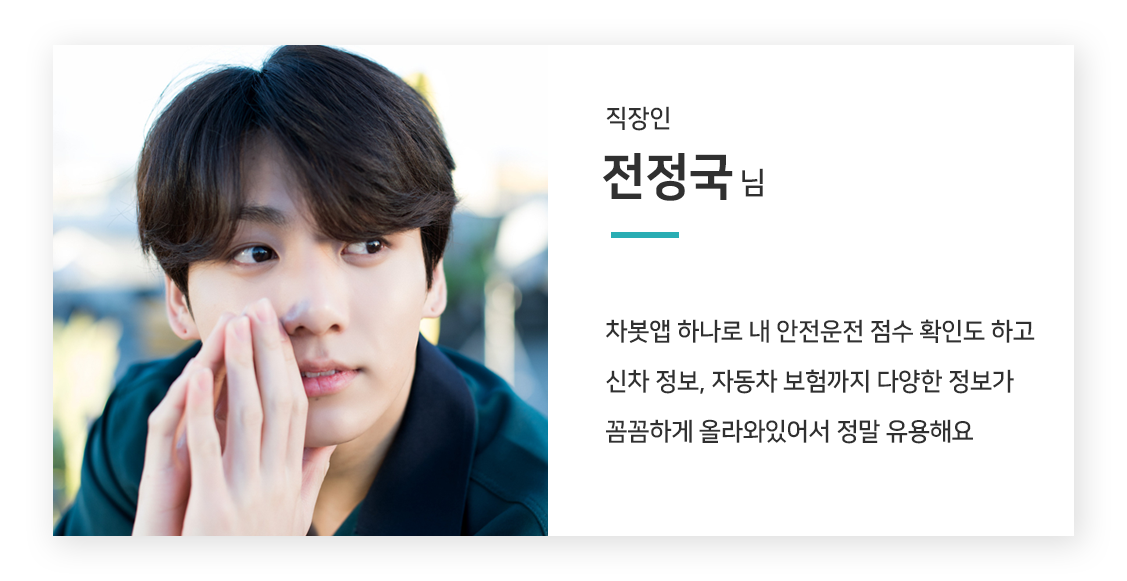 직장인
전정국 님
차봇앱 하나로 내 안전운전 점수 확인도 하고
신차 정보, 자동차 보험까지 다양한 정보가
꼼꼼하게 올라와있어서 정말 유용해요